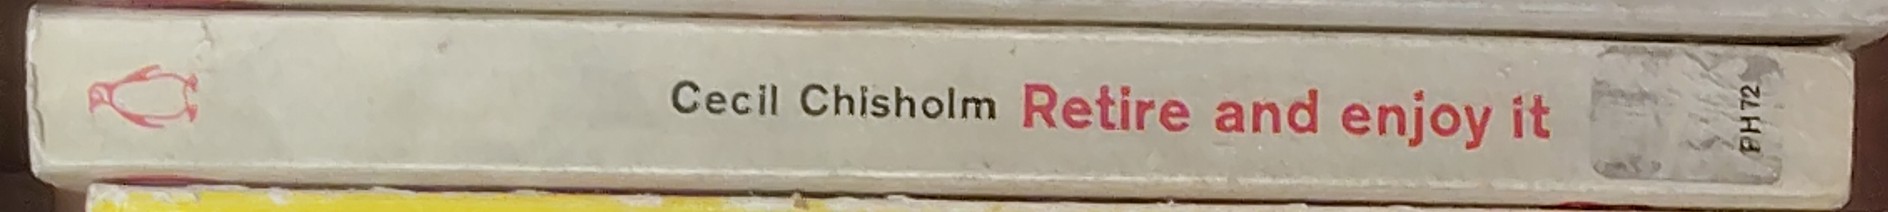 Cecil Chisholm Retire and enjoy it
PH72